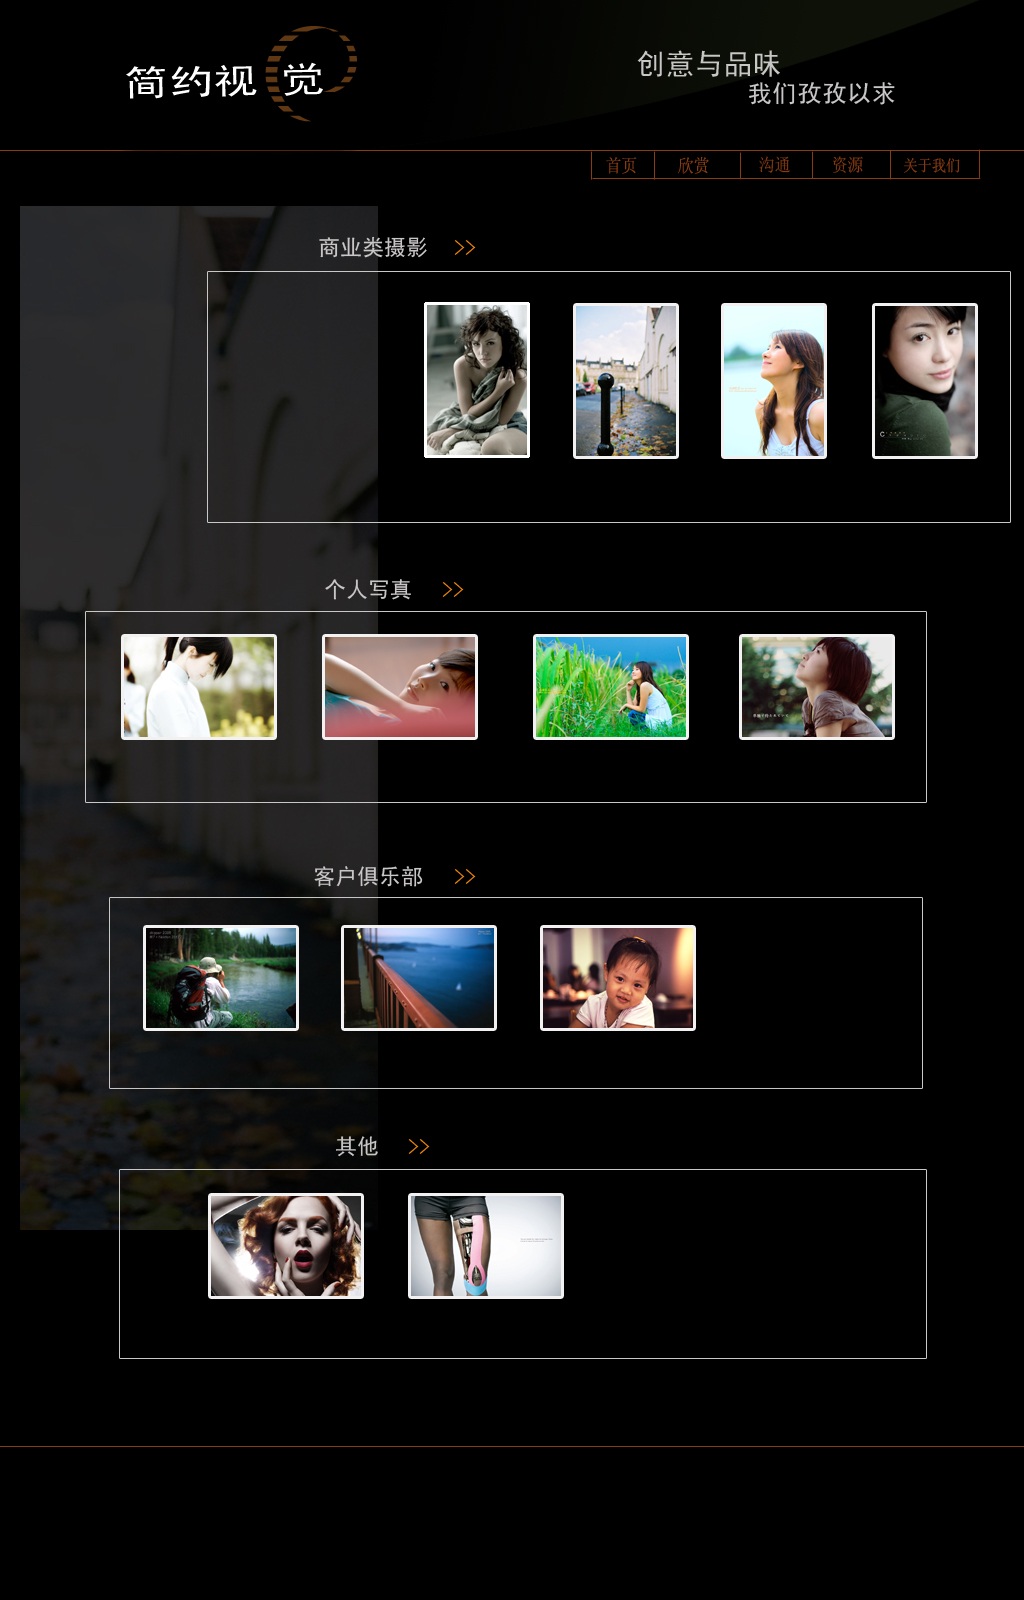 简约视觉
创意与品味
我们孜孜以求
首页 欣赏 沟通 资源 关于我们
商业类摄影 >>
个人写真 >>
客户俱乐部 >>
其他 >>